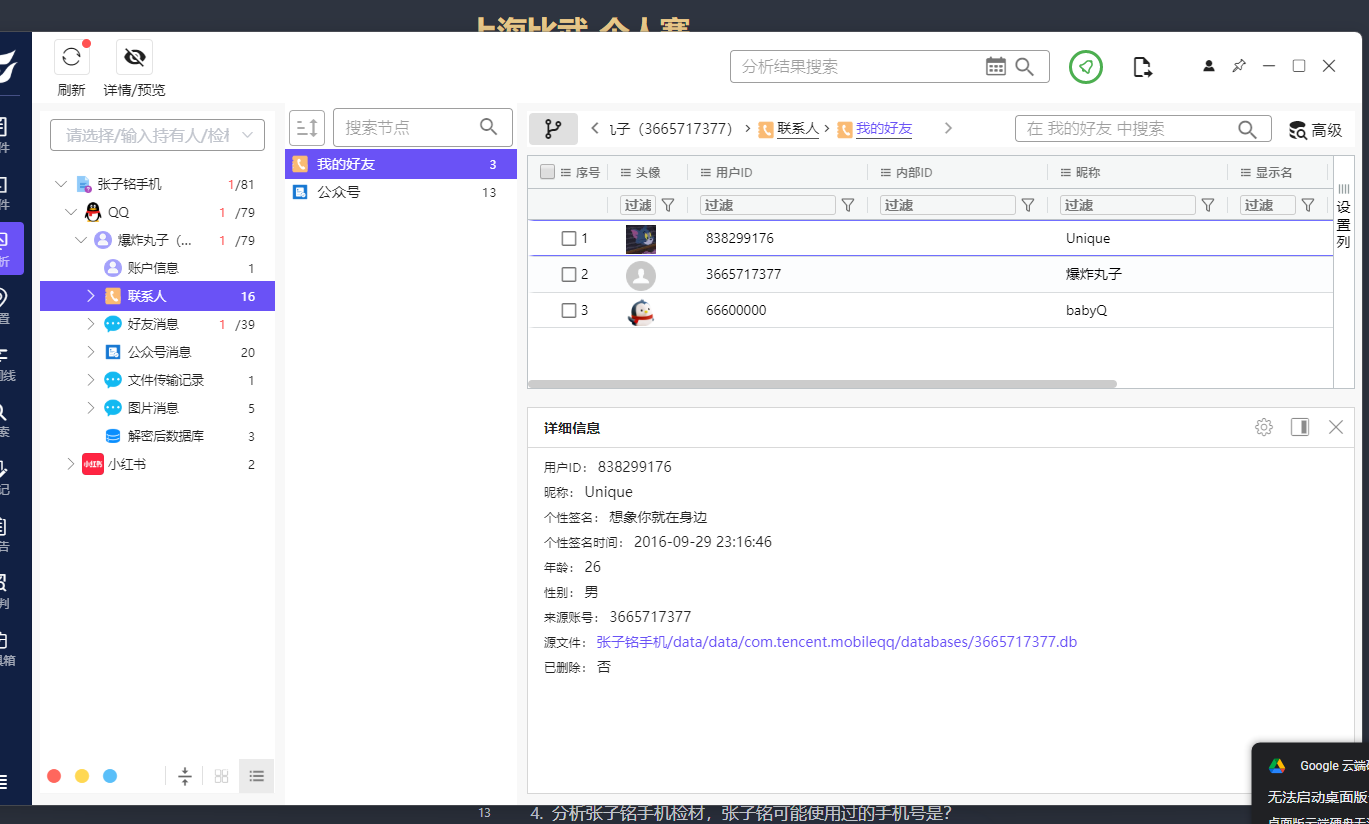 上海比武 个人赛
刷新
详情/预览
分析结果搜索
请选择/输入持有人/检材
张子铭手机 1/81
QQ 1 /79
爆炸丸子（... 1 /79
账户信息 1
联系人 16
好友消息 1 /39
公众号消息 20
文件传输记录 1
图片消息 5
解密后数据库 3
小红书 小红书 2
搜索节点
我的好友 3
公众号 13
丸子（3665717377） 联系人 我的好友
在 我的好友 中搜索
高级
序号 头像 用户ID 内部ID 昵称 显示名
过滤 过滤 过滤 过滤 过滤
1 838299176 Unique
2 3665717377 爆炸丸子
3 66600000 babyQ
设置列
详细信息
用户ID： 838299176
昵称： Unique
个性签名： 想象你就在身边
个性签名时间： 2016-09-29 23:16:46
年龄： 26
性别： 男
来源账号： 3665717377
源文件： 张子铭手机/data/data/com.tencent.mobileqq/databases/3665717377.db
已删除： 否
件
件
析
置
线
索
记
告
判
箱
Google 云端
无法启动桌面版
桌面版云端硬盘
13 4. 分析张子铭手机检材，张子铭可能使用过的手机号是？